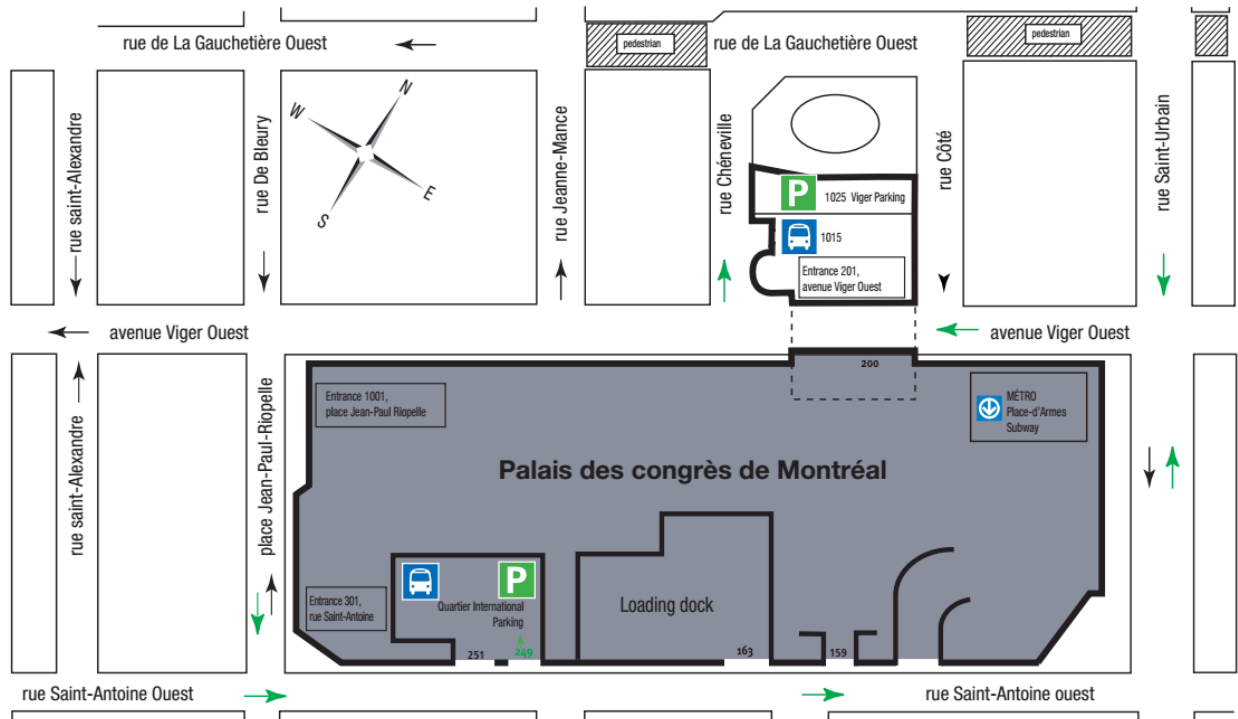 rue de La Gauchetière Ouest
pedestrian
rue de La Gauchetière Ouest
pedestrian
rue saint-Alexandre
rue De Bleury
N
W
E
S
rue Jeanne-Mance
rue Chéneville
rue Côté
rue Saint-Urbain
P
1025 Viger Parking
1015
Entrance 201,
avenue Viger Ouest
avenue Viger Ouest
avenue Viger Ouest
rue saint-Alexandre
place Jean-Paul-Riopelle
Entrance 1001,
place Jean-Paul Riopelle
200
MÉTRO
Place-d'Armes
Subway
Palais des congrès de Montréal
Entrance 301,
rue Saint-Antoine
P
Quartier International
Parking
Loading dock
251
249
163
159
rue Saint-Antoine Ouest
rue Saint-Antoine ouest